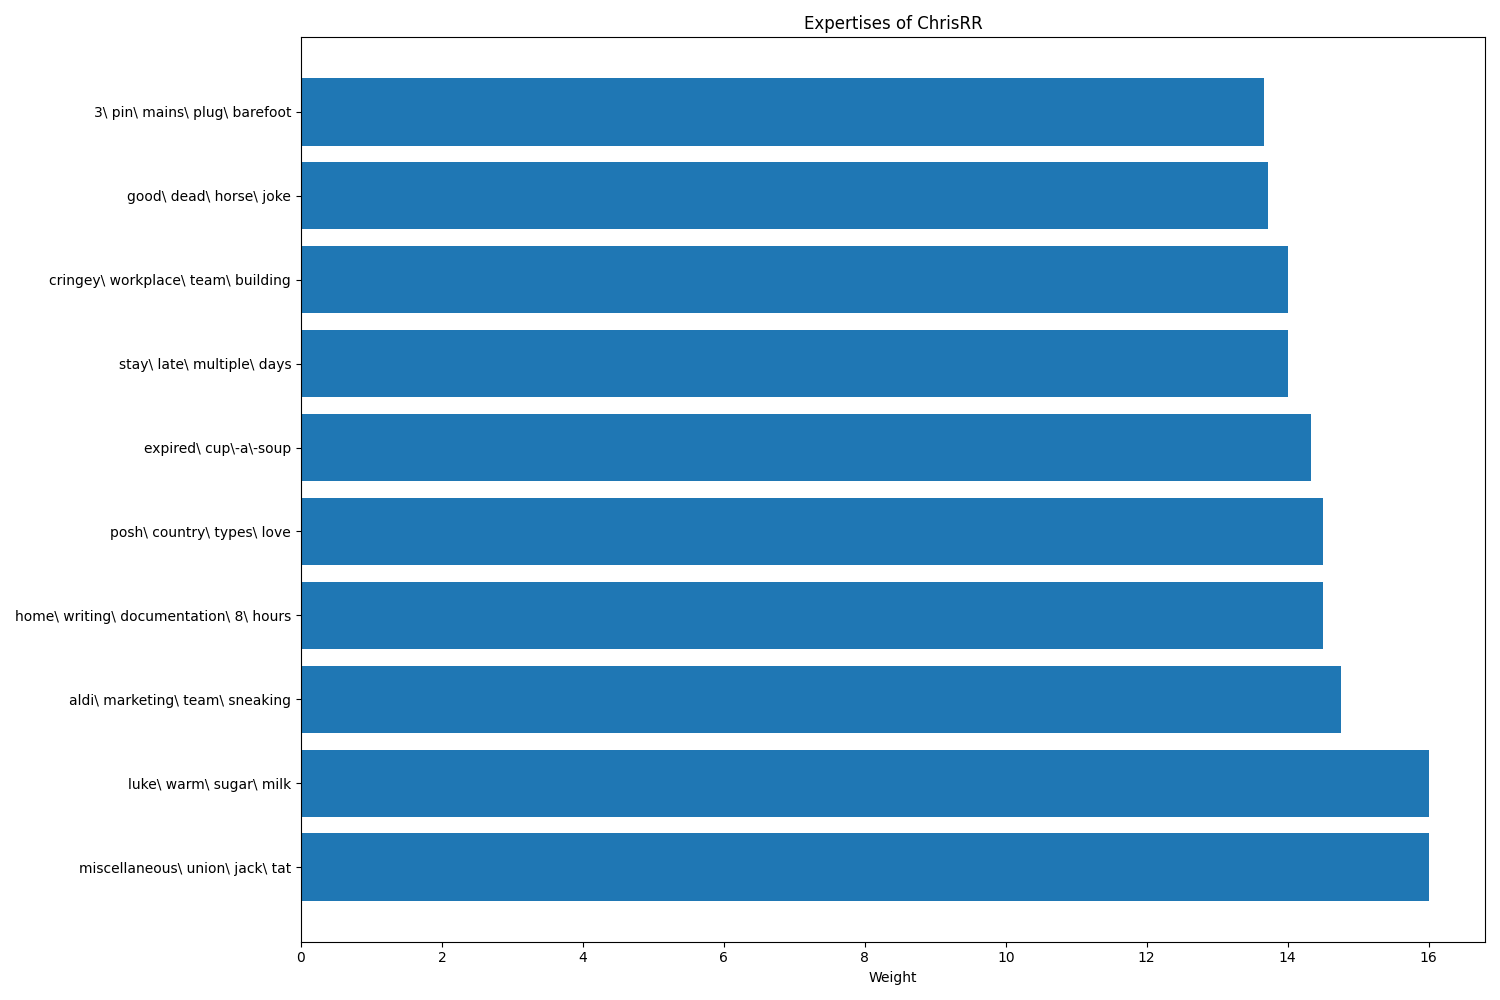 Expertises of ChrisRR
3\ pin\ mains\ plug\ barefoot
good\ dead\ horse\ joke
cringey\ workplace\ team\ building
stay\ late\ multiple\ days
expired\ cup\-a\-soup
posh\ country\ types\ love
home\ writing\ documentation\ 8\ hours
aldi\ marketing\ team\ sneaking
luke\ warm\ sugar\ milk
miscellaneous\ union\ jack\ tat
0 2 4 6 8 10 12 14 16
Weight